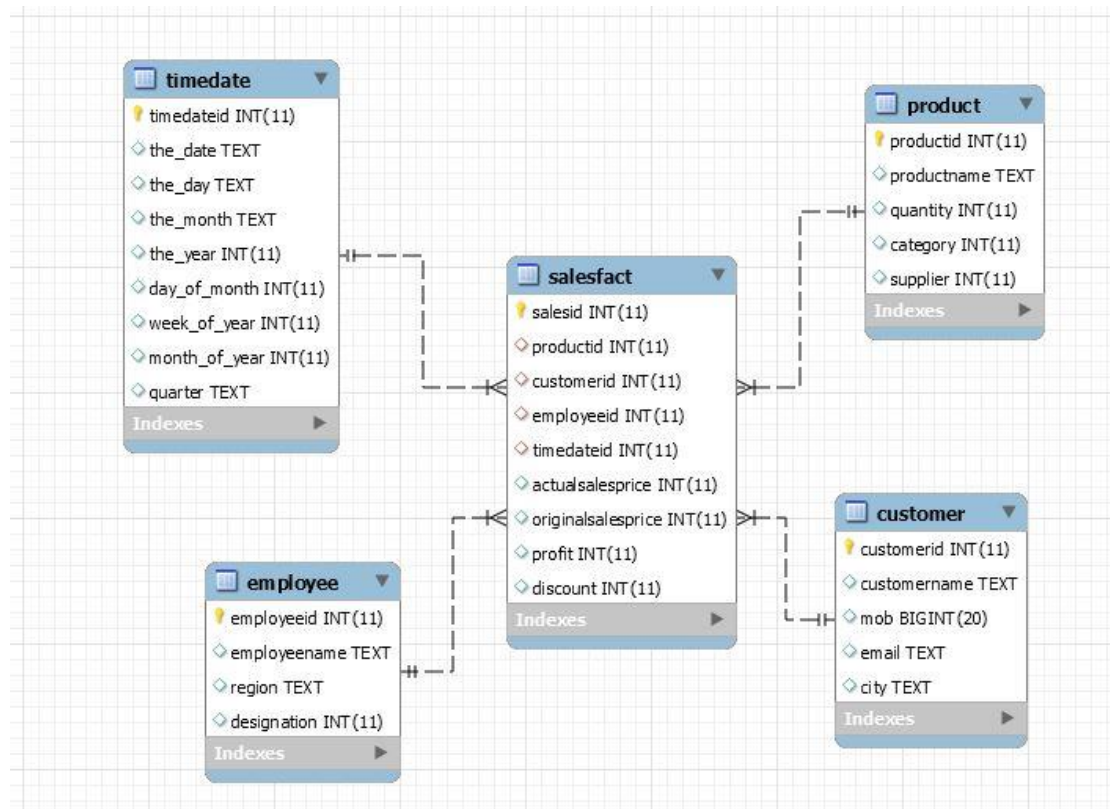 timedate
timedateid INT(11)
the_date TEXT
the_day TEXT
the_month TEXT
the_year INT(11)
day_of_month INT(11)
week_of_year INT(11)
month_of_year INT(11)
quarter TEXT
Indexes
product
productid INT(11)
productname TEXT
quantity INT(11)
category INT(11)
supplier INT(11)
Indexes
salesfact
salesid INT(11)
productid INT(11)
customerid INT(11)
employeeid INT(11)
timedateid INT(11)
actualsalesprice INT(11)
originalsalesprice INT(11)
profit INT(11)
discount INT(11)
Indexes
employee
employeeid INT(11)
employeename TEXT
region TEXT
designation INT(11)
Indexes
customer
customerid INT(11)
customername TEXT
mob BIGINT(20)
email TEXT
city TEXT
Indexes